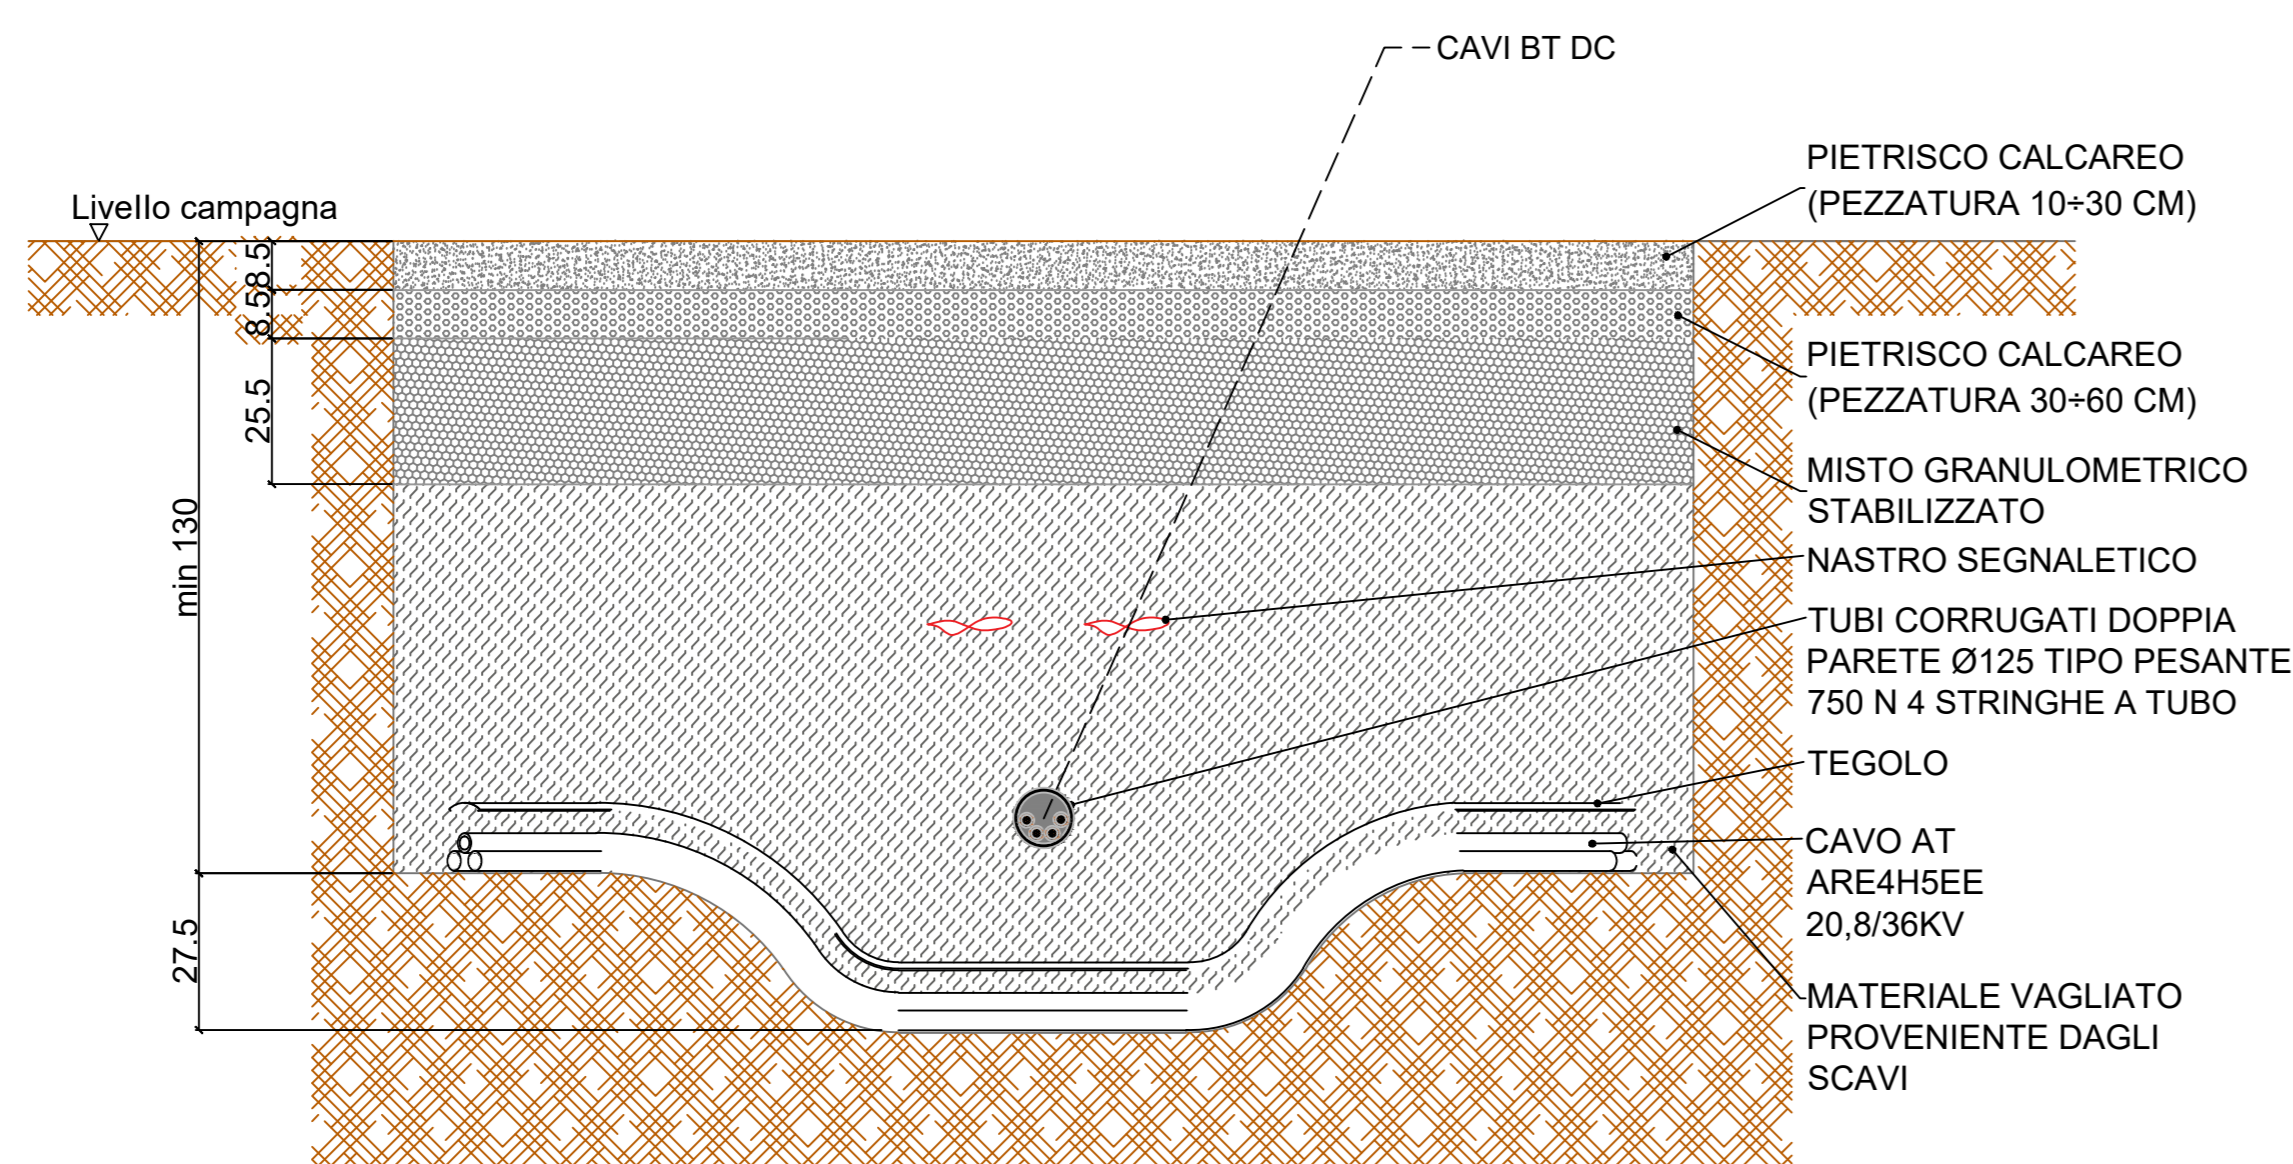 CAVI BT DC
PIETRISCO CALCAREO
(PEZZATURA 10÷30 CM)
Livello campagna
8.5
8.5
25.5
min 130
27.5
PIETRISCO CALCAREO
(PEZZATURA 30÷60 CM)
MISTO GRANULOMETRICO
STABILIZZATO
NASTRO SEGNALETICO
TUBI CORRUGATI DOPPIA
PARETE Ø125 TIPO PESANTE
750 N 4 STRINGHE A TUBO
TEGOLO
CAVO AT
ARE4H5EE
20,8/36KV
MATERIALE VAGLIATO
PROVENIENTE DAGLI
SCAVI